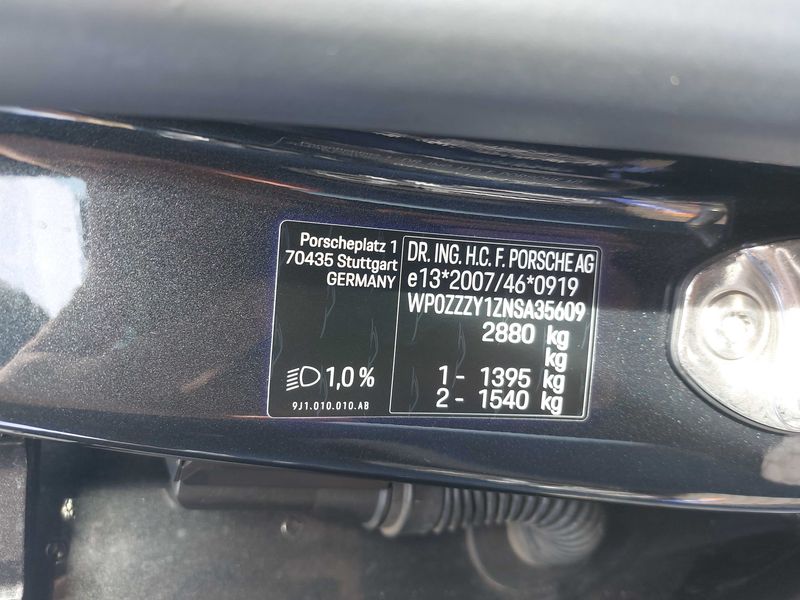 Porscheplatz 1
70435 Stuttgart
GERMANY
1,0 %
9J1.010.010.AB
DR. ING. H.C. F. PORSCHE AG
e13*2007/46*0919
WP0ZZZY1ZNSA35609
2880 kg
kg
1 - 1395 kg
2 - 1540 kg